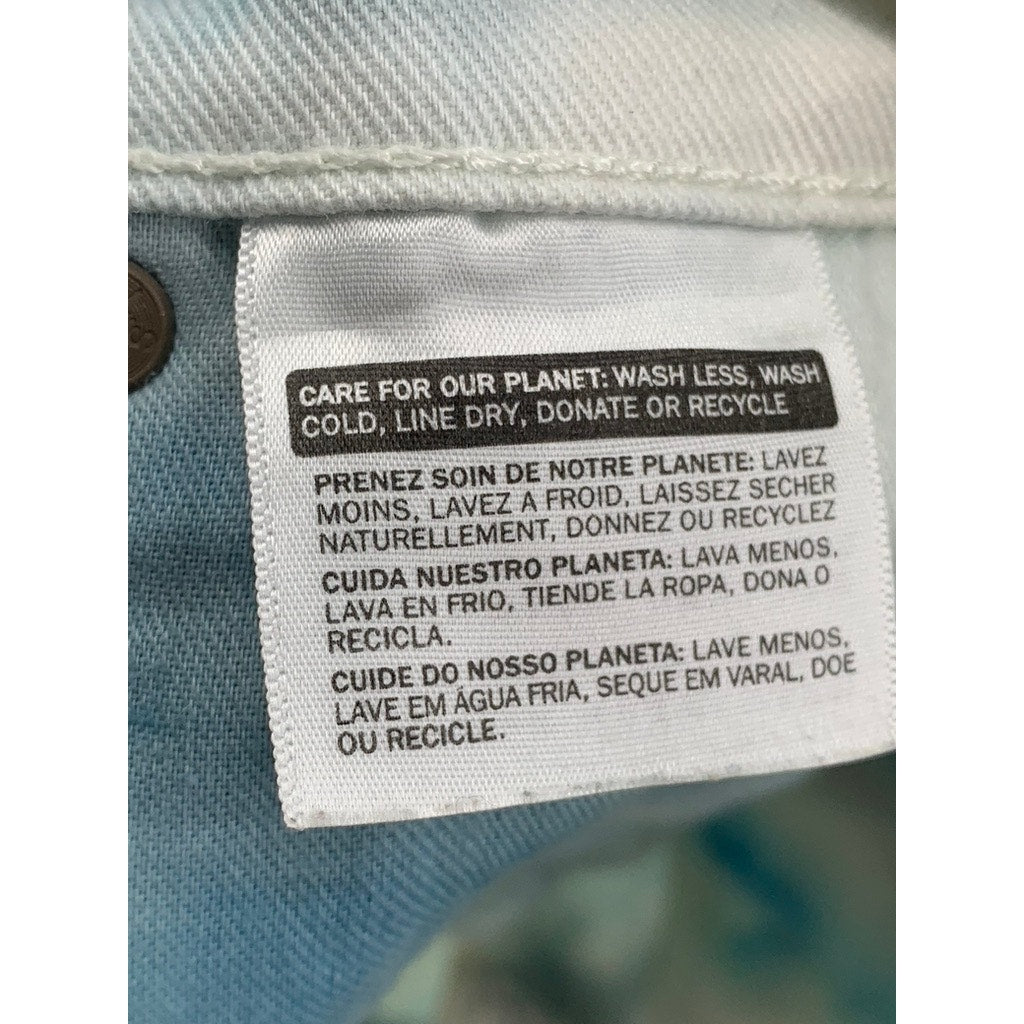 CARE FOR OUR PLANET: WASH LESS, WASH
COLD, LINE DRY, DONATE OR RECYCLE
PRENEZ SOIN DE NOTRE PLANETE: LAVEZ
MOINS, LAVEZ A FROID, LAISSEZ SECHER
NATURELLEMENT, DONNEZ OU RECYCLEZ
CUIDA NUESTRO PLANETA: LAVA MENOS,
LAVA EN FRIO, TIENDE LA ROPA, DONA O
RECICLA.
CUIDE DO NOSSO PLANETA: LAVE MENOS,
LAVE EM ÁGUA FRIA, SEQUE EM VARAL, DOE
OU RECICLE.